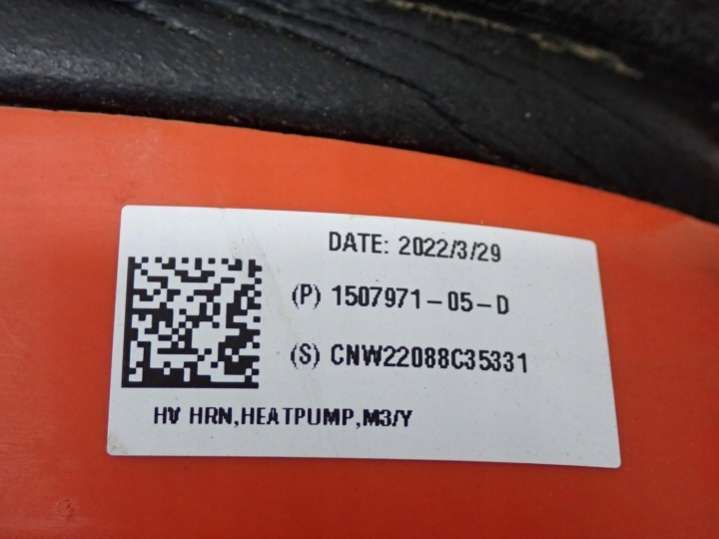 DATE: 2022/3/29
(P) 1507971-05-D
(S) CNW22088C35331
HV HRN,HEATPUMP,M3/Y